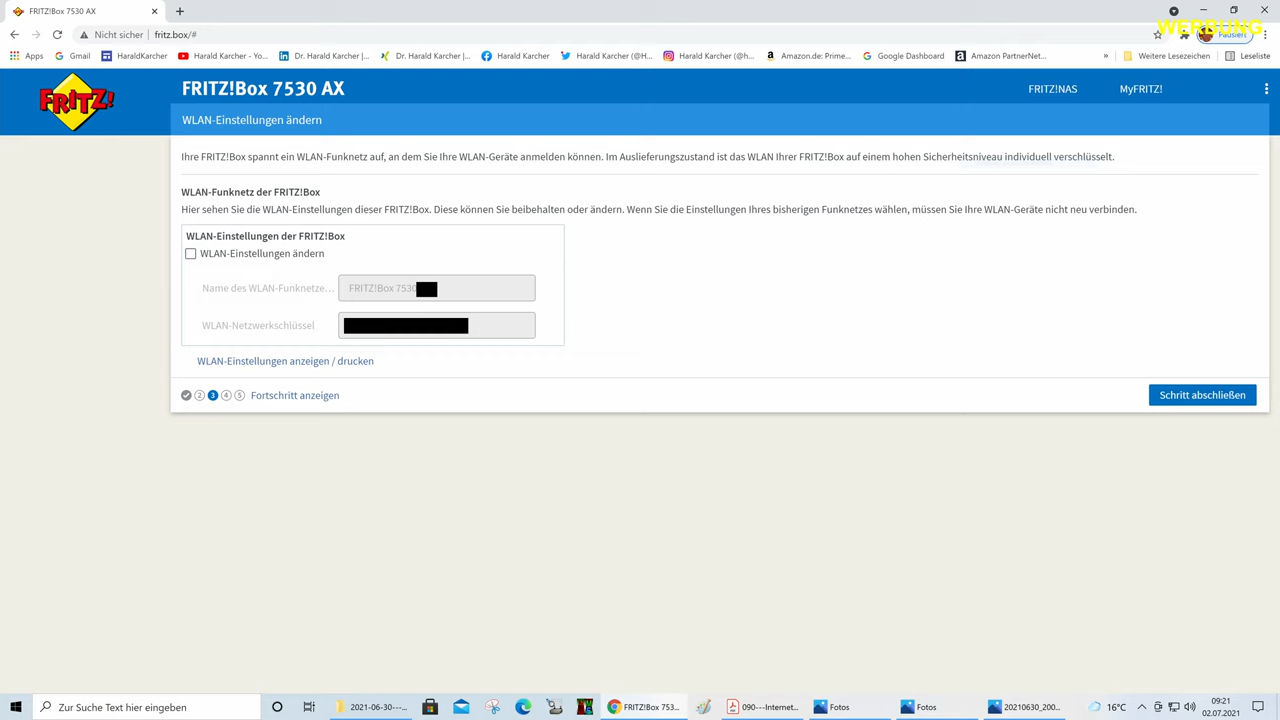 FRITZ!Box 7530 AX
WERBUNG
Nicht sicher
fritz.box/#
Pausiert
Apps
Gmail
HaraldKarcher
Harald Karcher - Yo...
Dr. Harald Karcher |...
Dr. Harald Karcher |...
Harald Karcher
Harald Karcher (@H...
Harald Karcher (@h...
Amazon.de: Prime...
Google Dashboard
Amazon PartnerNet...
»
Weitere Lesezeichen
Leseliste
FRITZ!
FRITZ!Box 7530 AX
FRITZ!NAS
MyFRITZ!
WLAN-Einstellungen ändern
Ihre FRITZ!Box spannt ein WLAN-Funknetz auf, an dem Sie Ihre WLAN-Geräte anmelden können. Im Auslieferungszustand ist das WLAN Ihrer FRITZ!Box auf einem hohen Sicherheitsniveau individuell verschlüsselt.
WLAN-Funknetz der FRITZ!Box
Hier sehen Sie die WLAN-Einstellungen dieser FRITZ!Box. Diese können Sie beibehalten oder ändern. Wenn Sie die Einstellungen Ihres bisherigen Funknetzes wählen, müssen Sie Ihre WLAN-Geräte nicht neu verbinden.
WLAN-Einstellungen der FRITZ!Box
WLAN-Einstellungen ändern
Name des WLAN-Funknetze...
FRITZ!Box 7530
WLAN-Netzwerkschlüssel
WLAN-Einstellungen anzeigen / drucken
2 3 4 5 Fortschritt anzeigen
Schritt abschließen
Zur Suche Text hier eingeben
2021-06-30---...
FRITZ!Box 753...
090---Internet...
Fotos
Fotos
20210630_200...
16°C
09:21
02.07.2021